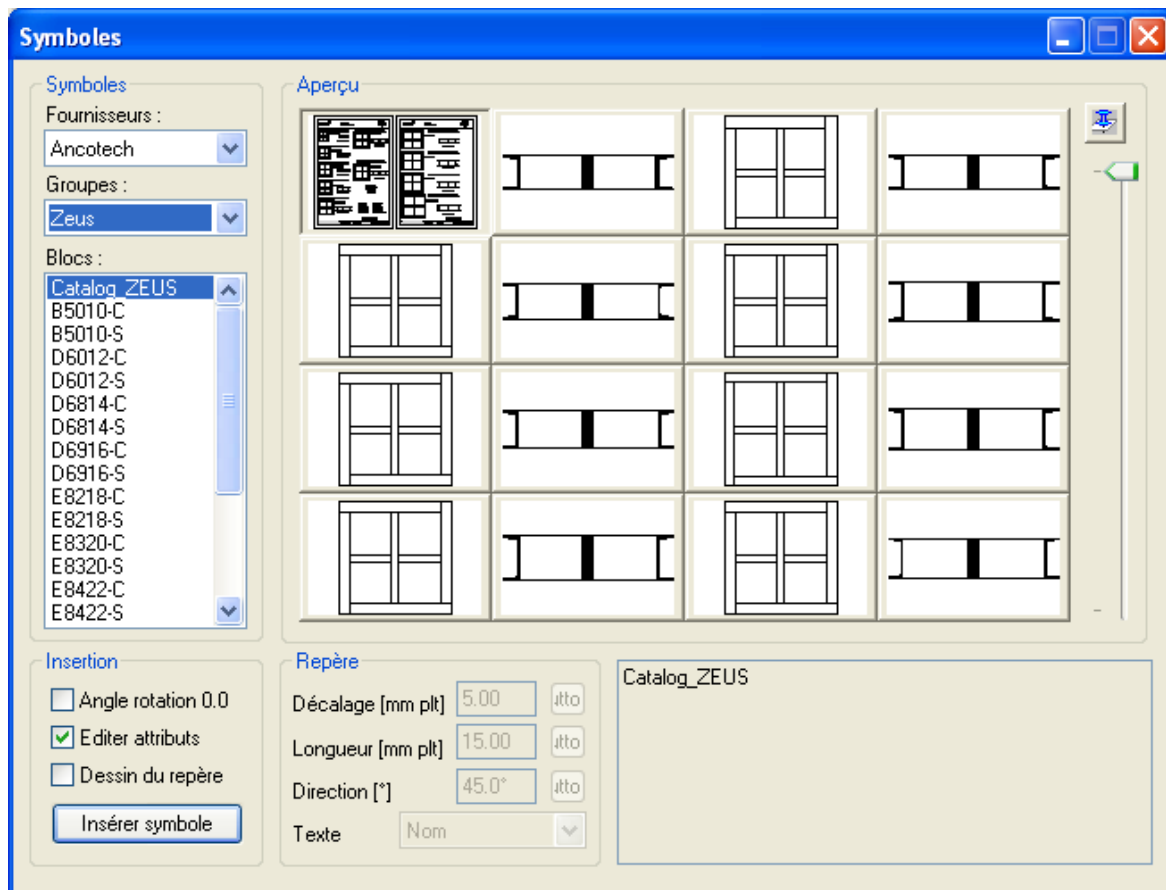 Symboles
Symboles
Fournisseurs :
Ancotech
Groupes :
Zeus
Blocs :
Catalog_ZEUS
B5010-C
B5010-S
D6012-C
D6012-S
D6814-C
D6814-S
D6916-C
D6916-S
E8218-C
E8218-S
E8320-C
E8320-S
E8422-C
E8422-S
Aperçu
Insertion
Angle rotation 0.0
Editer attributs
Dessin du repère
Insérer symbole
Repère
Décalage [mm plt] 5.00
Longueur [mm plt] 15.00
Direction [°] 45.0°
Texte Nom
Catalog_ZEUS